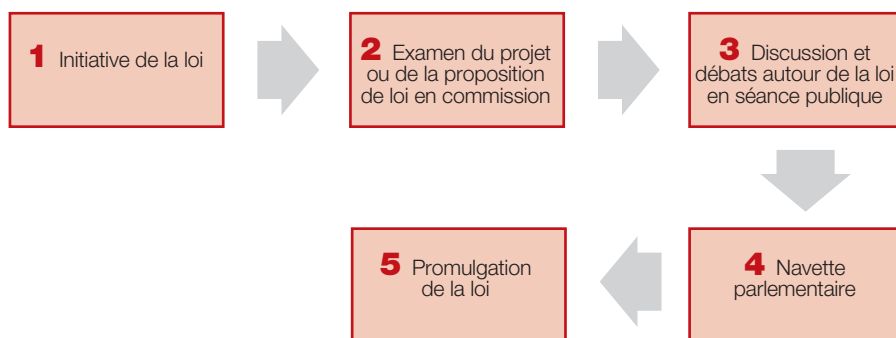 1 Initiative de la loi
2 Examen du projet
ou de la proposition
de loi en commission
3 Discussion et
débats autour de la loi
en séance publique
4 Navette
parlementaire
5 Promulgation
de la loi